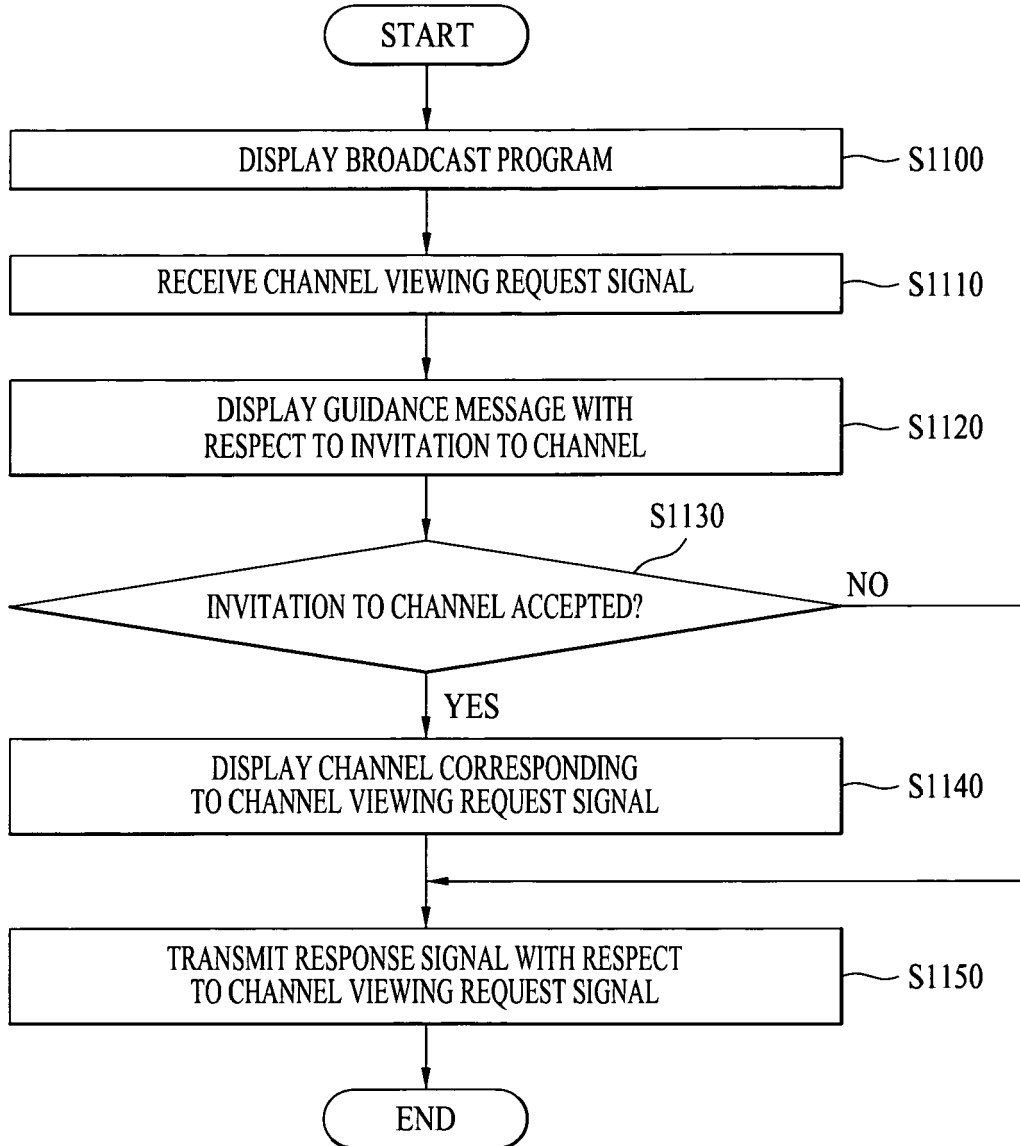 START
DISPLAY BROADCAST PROGRAM
S1100
RECEIVE CHANNEL VIEWING REQUEST SIGNAL
S1110
DISPLAY GUIDANCE MESSAGE WITH
RESPECT TO INVITATION TO CHANNEL
S1120
S1130
INVITATION TO CHANNEL ACCEPTED?
NO
YES
DISPLAY CHANNEL CORRESPONDING
TO CHANNEL VIEWING REQUEST SIGNAL
S1140
TRANSMIT RESPONSE SIGNAL WITH RESPECT
TO CHANNEL VIEWING REQUEST SIGNAL
S1150
END